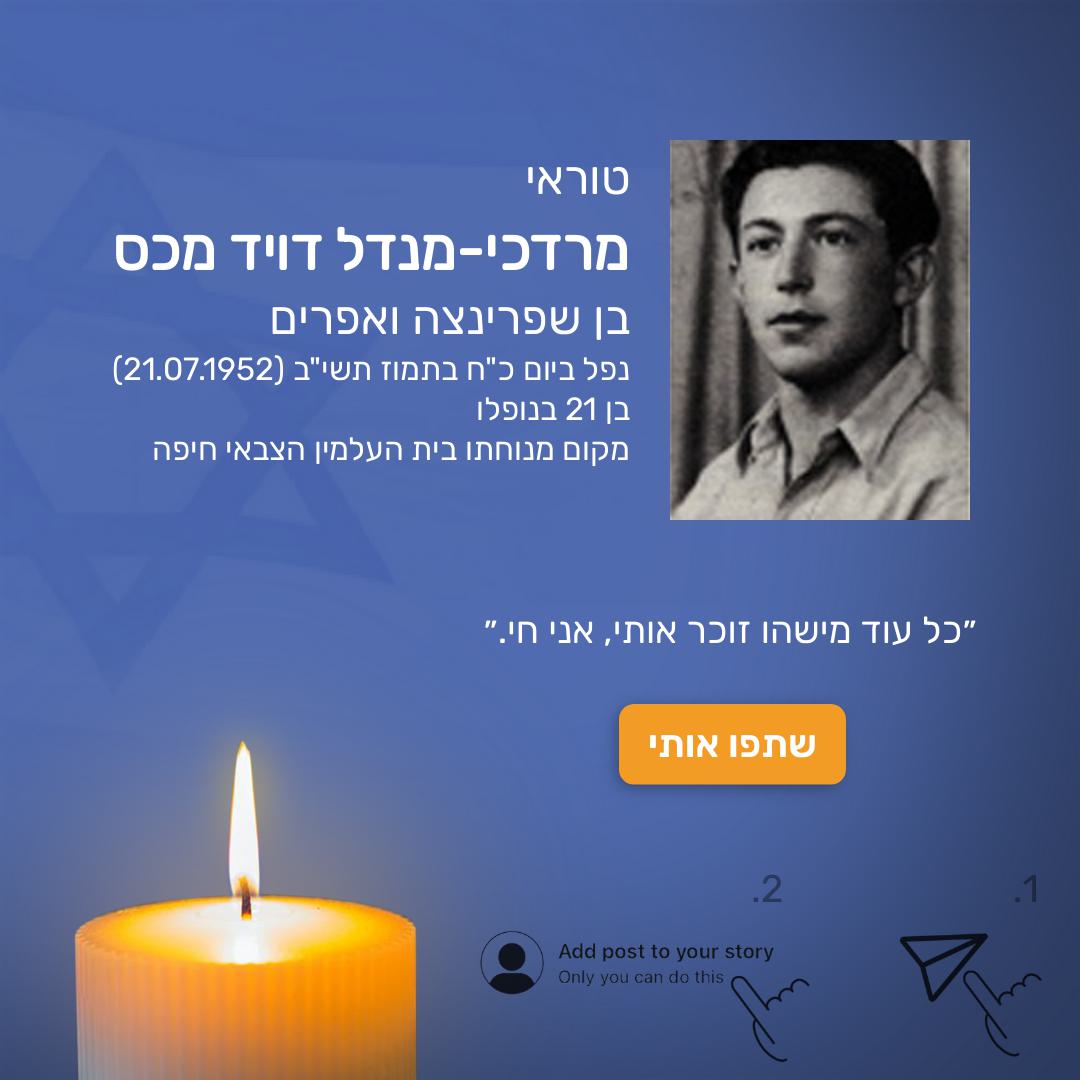 טוראי
מרדכי-מנדל דויד מכס
בן שפרינצה ואפרים
נפל ביום כ"ח בתמוז תשי"ב (21.07.1952)
בן 21 בנופלו
מקום מנוחתו בית העלמין הצבאי חיפה
״כל עוד מישהו זוכר אותי, אני חי.״
שתפו אותי
1.
2.
Add post to your story
Only you can do this